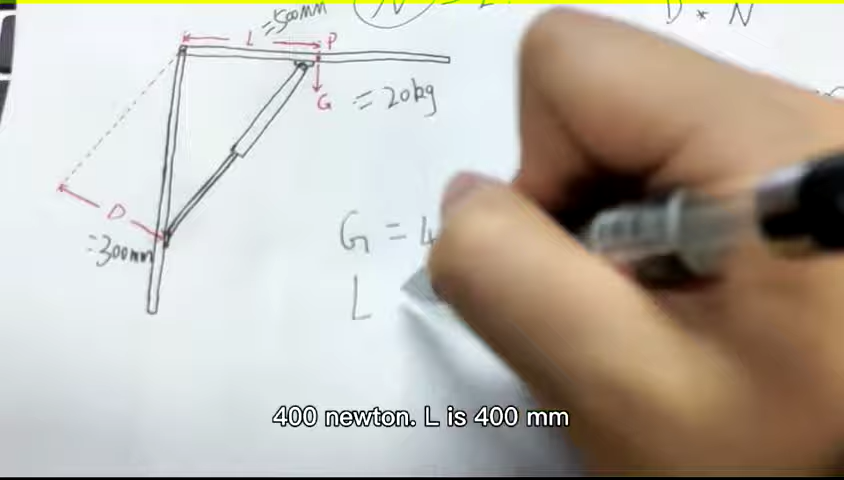 =500mm
D * N
L
P
G
=20kg
D
=300mm
G = 4
L
400 newton. L is 400 mm